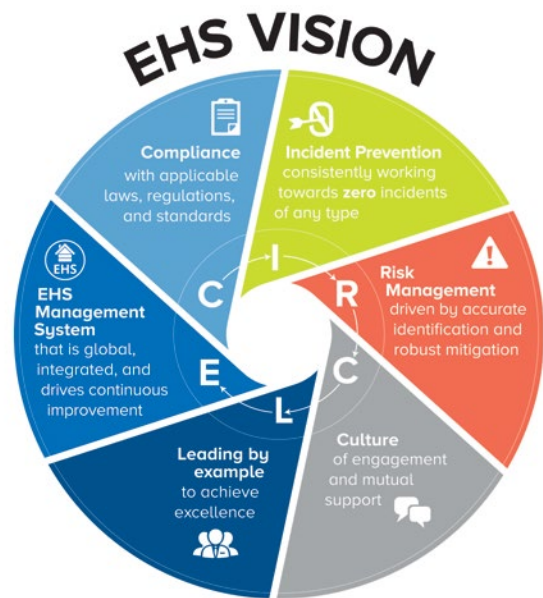 EHS VISION
Compliance
with applicable
laws, regulations,
and standards
C
Incident Prevention
consistently working
towards zero incidents
of any type
I
Risk
Management
driven by accurate
identification and
robust mitigation
R
Culture
of engagement
and mutual
support
C
Leading by
example
to achieve
excellence
L
EHS
EHS
Management
System
that is global,
integrated, and
drives continuous
improvement
E